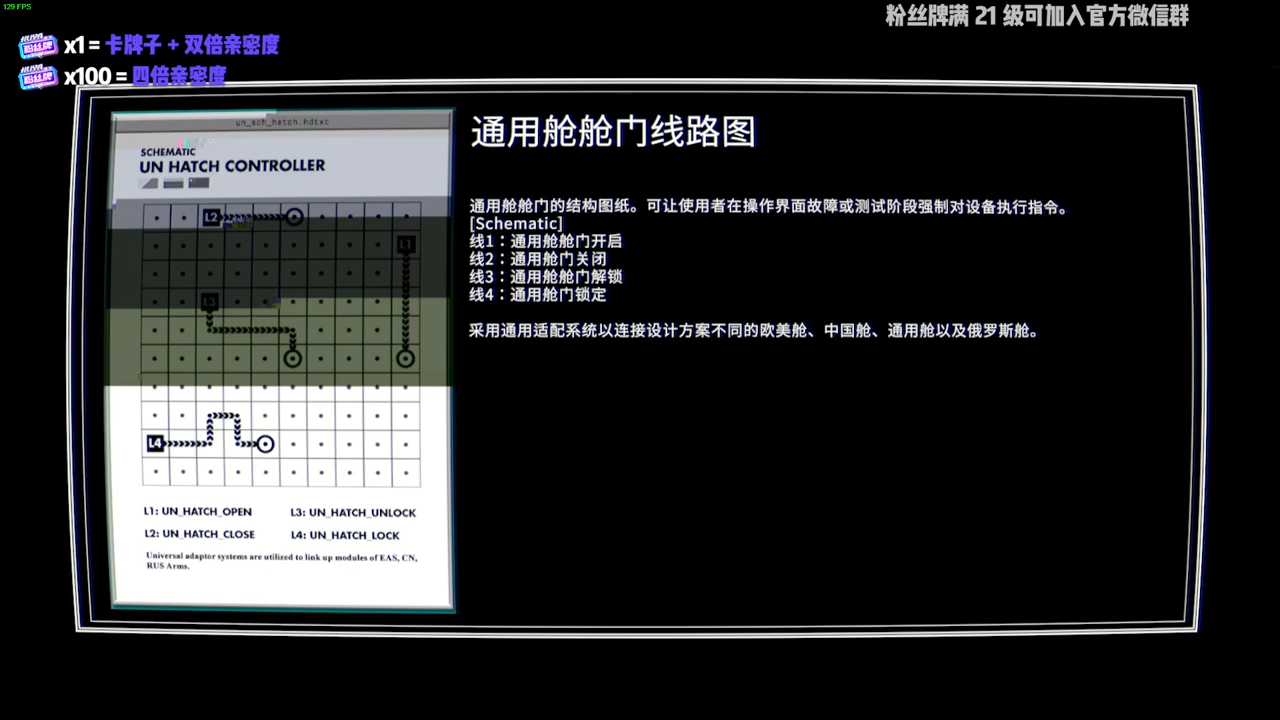 129 FPS
粉丝牌满 21 级可加入官方微信群
HUYA 粉丝牌 x1 = 卡牌子 + 双倍亲密度
HUYA 粉丝牌 x100 = 四倍亲密度
un_sch_hatch.hdtxt
SCHEMATIC
UN HATCH CONTROLLER
L2
L1
L3
L4
L1: UN_HATCH_OPEN
L3: UN_HATCH_UNLOCK
L2: UN_HATCH_CLOSE
L4: UN_HATCH_LOCK
Universal adaptor systems are utilized to link up modules of EAS, CN,
RUS Arms.
通用舱舱门线路图
通用舱舱门的结构图纸。可让使用者在操作界面故障或测试阶段强制对设备执行指令。
[Schematic]
线1：通用舱舱门开启
线2：通用舱门关闭
线3：通用舱舱门解锁
线4：通用舱门锁定
采用通用适配系统以连接设计方案不同的欧美舱、中国舱、通用舱以及俄罗斯舱。